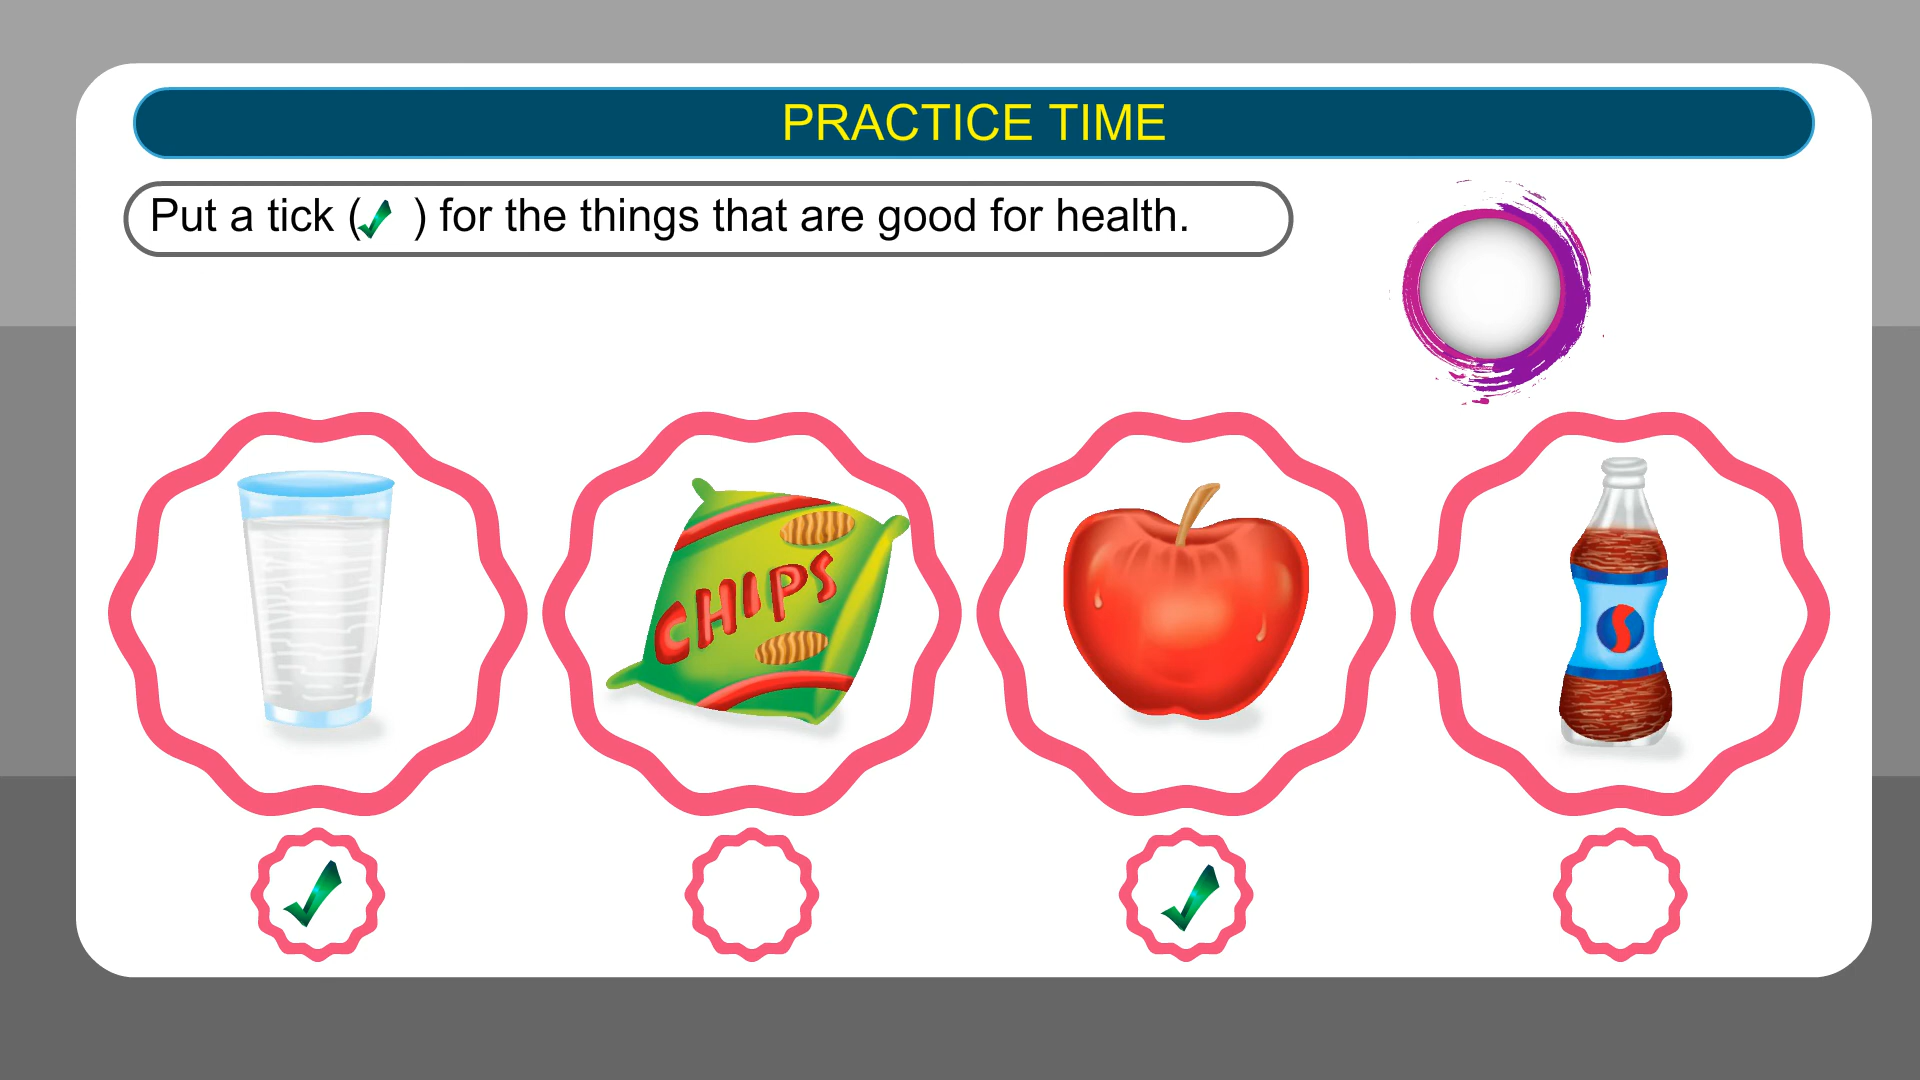 PRACTICE TIME
Put a tick (✓ ) for the things that are good for health.
CHIPS